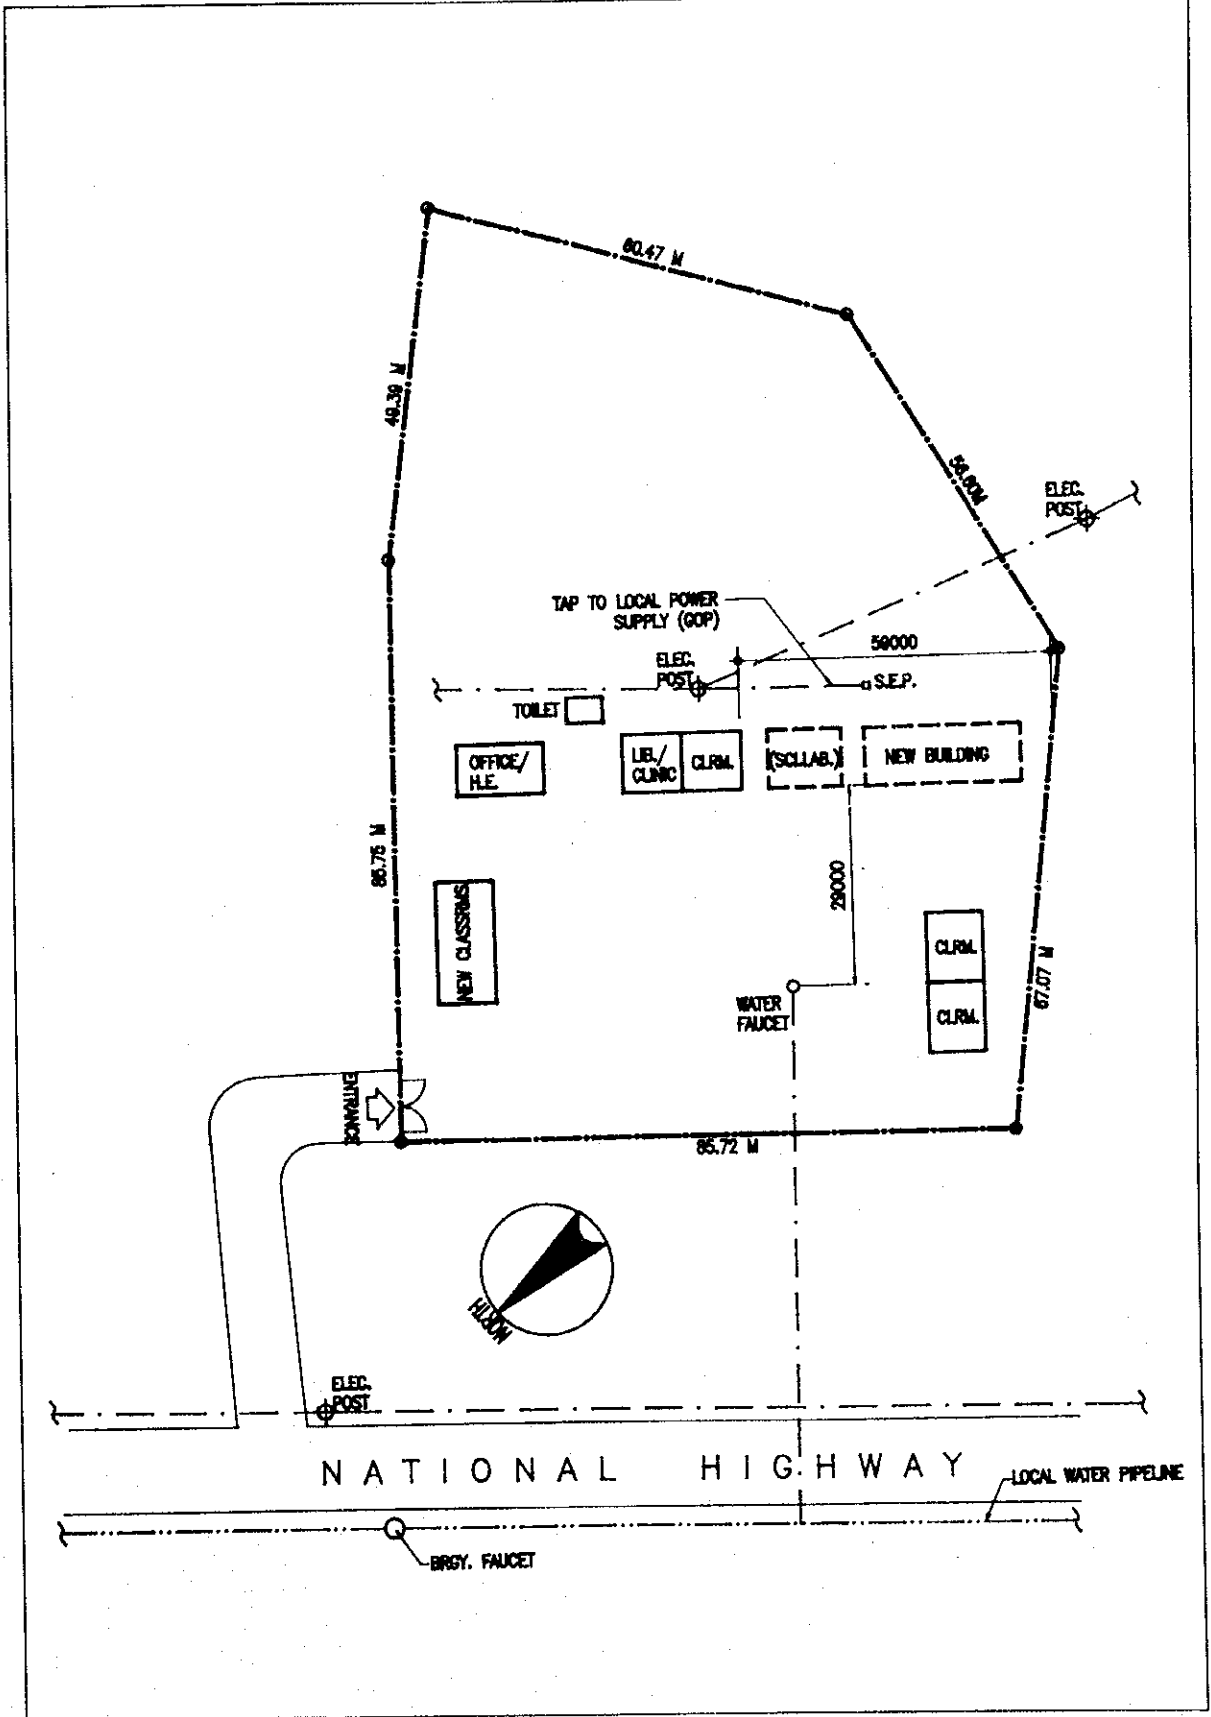 60.47 M
49.39 M
56.60M
ELEC.
POST
TAP TO LOCAL POWER
SUPPLY (GOP)
59000
ELEC.
POST
S.E.P.
TOILET
OFFICE/
H.E.
LIB./
CLINIC
CLRM.
(SCI.LAB.)
NEW BUILDING
85.75 M
29000
NEW CLASSRMS
CLRM.
CLRM.
67.07 M
WATER
FAUCET
ENTRANCE
85.72 M
NORTH
ELEC.
POST
NATIONAL HIGHWAY
LOCAL WATER PIPELINE
BRGY. FAUCET